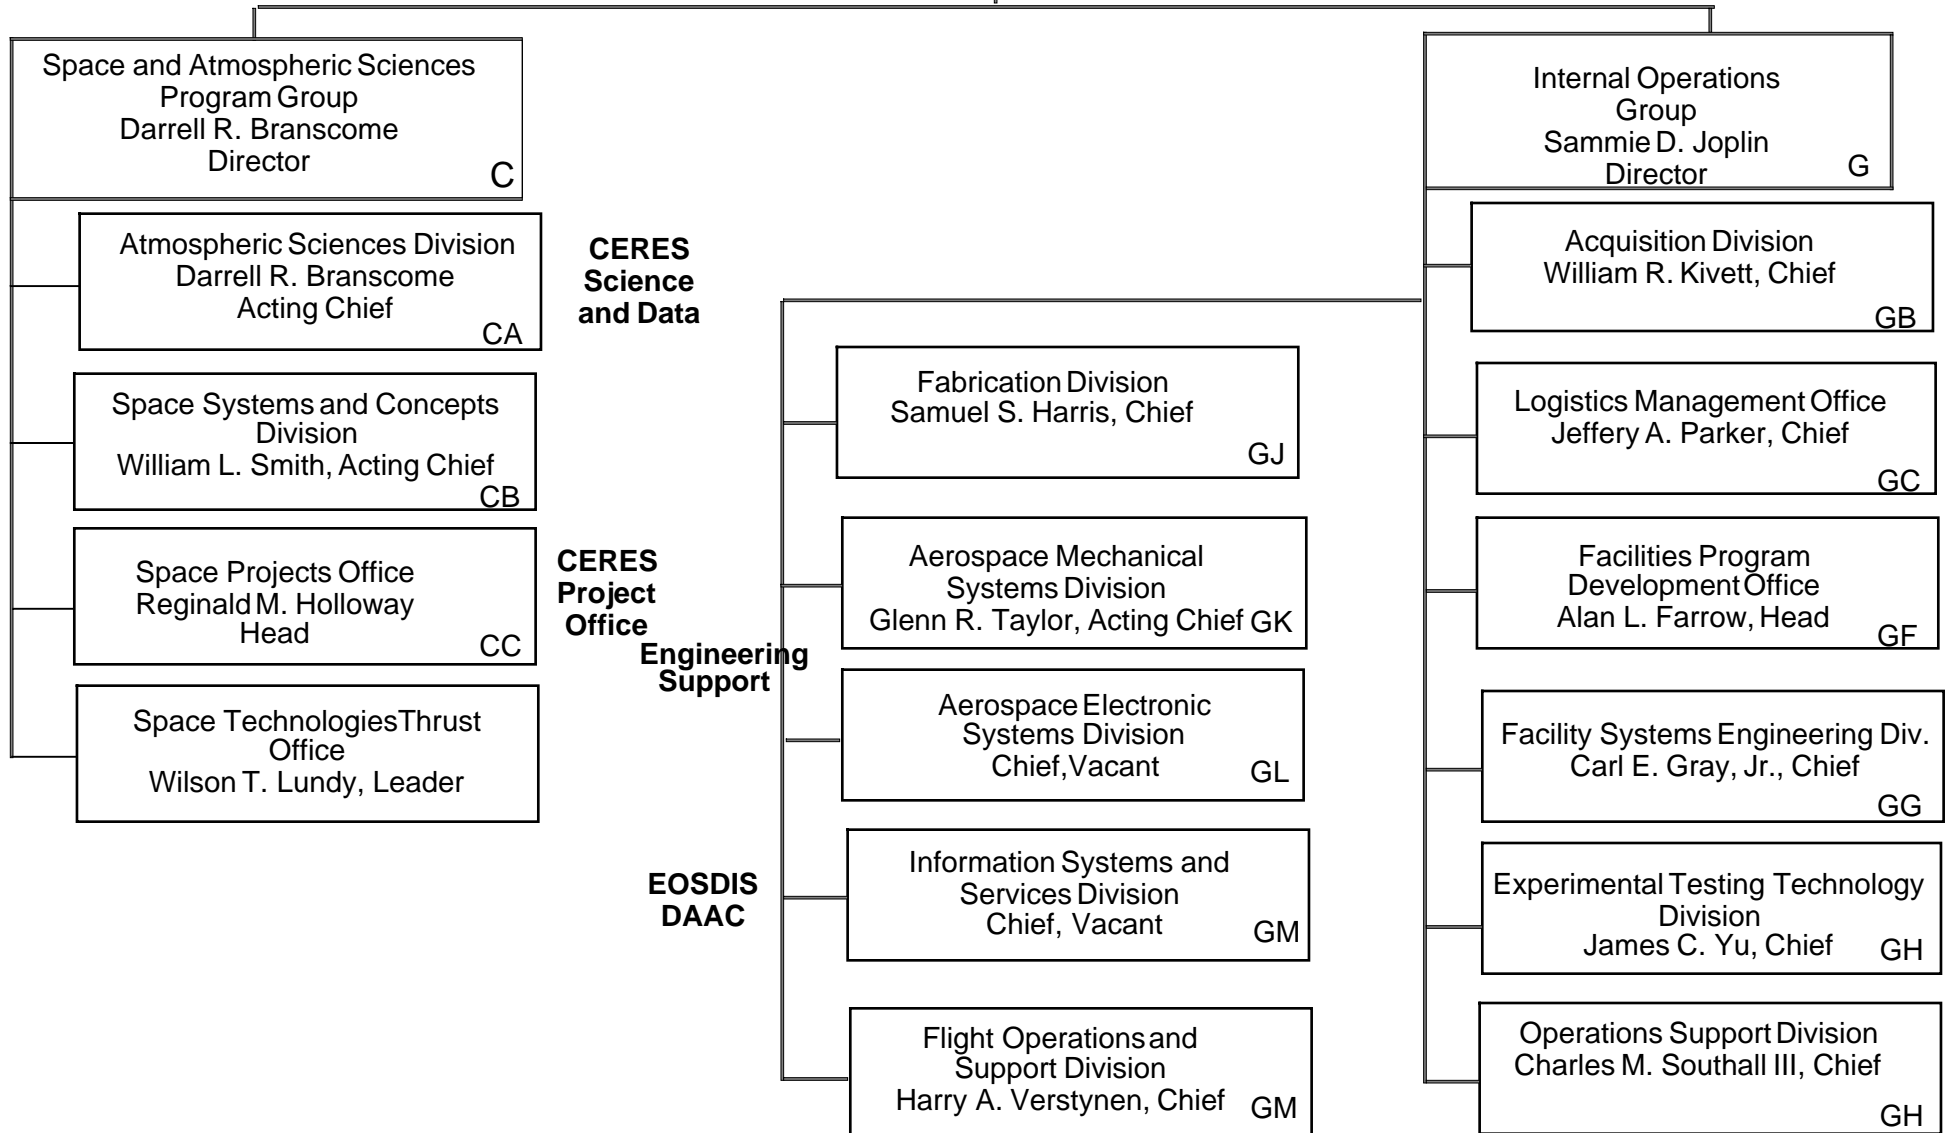 Space and Atmospheric Sciences
Program Group
Darrell R. Branscome
Director
C
Atmospheric Sciences Division
Darrell R. Branscome
Acting Chief
CA
Space Systems and Concepts
Division
William L. Smith, Acting Chief
CB
Space Projects Office
Reginald M. Holloway
Head
CC
Space Technologies Thrust
Office
Wilson T. Lundy, Leader
CERES
Science
and Data
CERES
Project
Office
Engineering
Support
EOSDIS
DAAC
Fabrication Division
Samuel S. Harris, Chief
GJ
Aerospace Mechanical
Systems Division
Glenn R. Taylor, Acting Chief GK
Aerospace Electronic
Systems Division
Chief, Vacant
GL
Information Systems and
Services Division
Chief, Vacant
GM
Flight Operations and
Support Division
Harry A. Verstynen, Chief
GM
Internal Operations
Group
Sammie D. Joplin
Director
G
Acquisition Division
William R. Kivett, Chief
GB
Logistics Management Office
Jeffery A. Parker, Chief
GC
Facilities Program
Development Office
Alan L. Farrow, Head
GF
Facility Systems Engineering Div.
Carl E. Gray, Jr., Chief
GG
Experimental Testing Technology
Division
James C. Yu, Chief
GH
Operations Support Division
Charles M. Southall III, Chief
GH